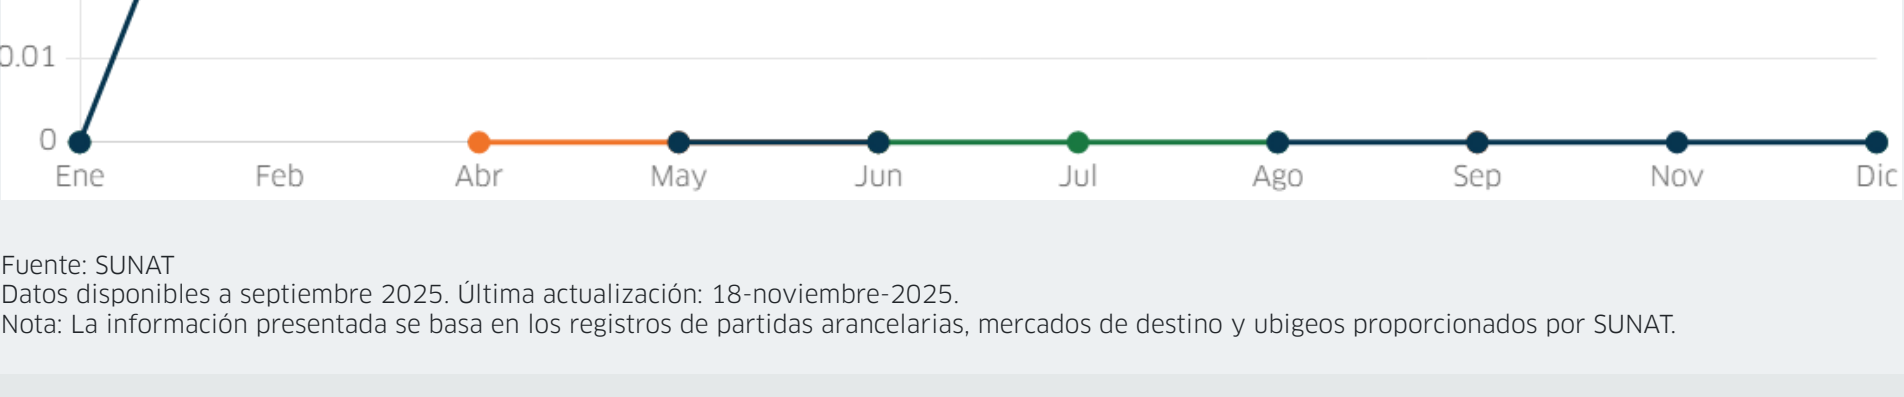 0.01
0
Ene Feb Abr May Jun Jul Ago Sep Nov Dic
Fuente: SUNAT
Datos disponibles a septiembre 2025. Última actualización: 18-noviembre-2025.
Nota: La información presentada se basa en los registros de partidas arancelarias, mercados de destino y ubigeos proporcionados por SUNAT.